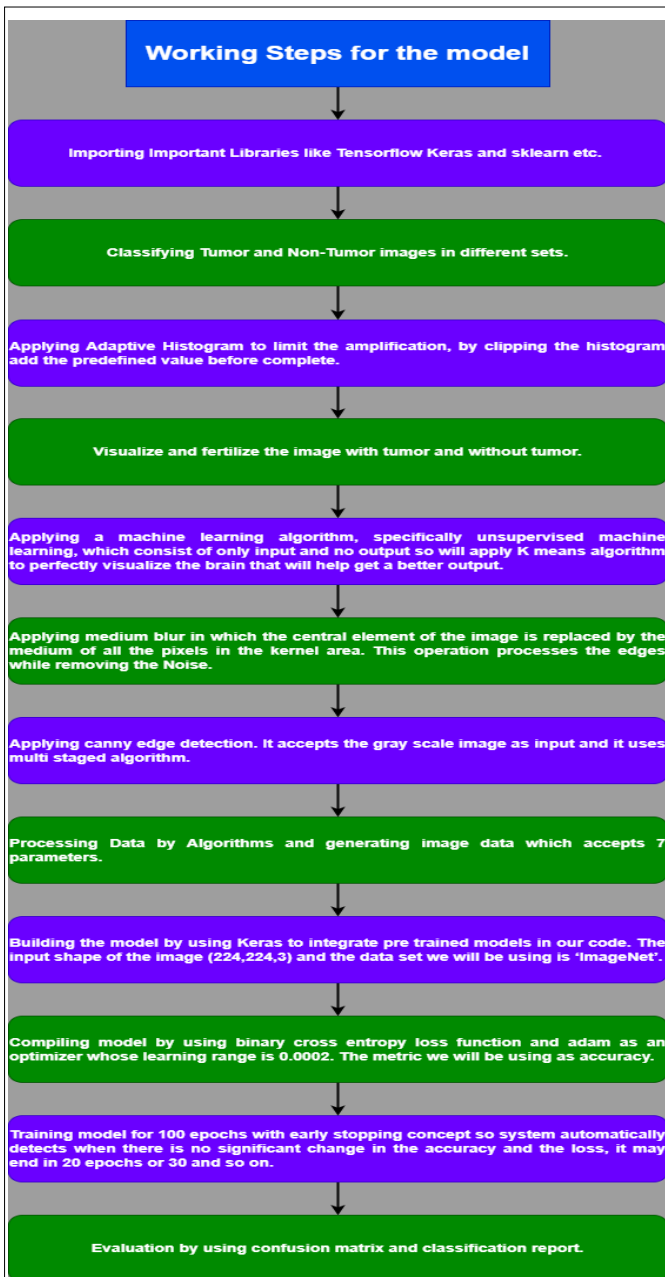 Working Steps for the model
Importing Important Libraries like Tensorflow Keras and sklearn etc.
Classifying Tumor and Non-Tumor images in different sets.
Applying Adaptive Histogram to limit the amplification, by clipping the histogram
add the predefined value before complete.
Visualize and fertilize the image with tumor and without tumor.
Applying a machine learning algorithm, specifically unsupervised machine
learning, which consist of only input and no output so will apply K means algorithm
to perfectly visualize the brain that will help get a better output.
Applying medium blur in which the central element of the image is replaced by the
medium of all the pixels in the kernel area. This operation processes the edges
while removing the Noise.
Applying canny edge detection. It accepts the gray scale image as input and it uses
multi staged algorithm.
Processing Data by Algorithms and generating image data which accepts 7
parameters.
Building the model by using Keras to integrate pre trained models in our code. The
input shape of the image (224,224,3) and the data set we will be using is ‘ImageNet’.
Compiling model by using binary cross entropy loss function and adam as an
optimizer whose learning range is 0.0002. The metric we will be using as accuracy.
Training model for 100 epochs with early stopping concept so system automatically
detects when there is no significant change in the accuracy and the loss, it may
end in 20 epochs or 30 and so on.
Evaluation by using confusion matrix and classification report.